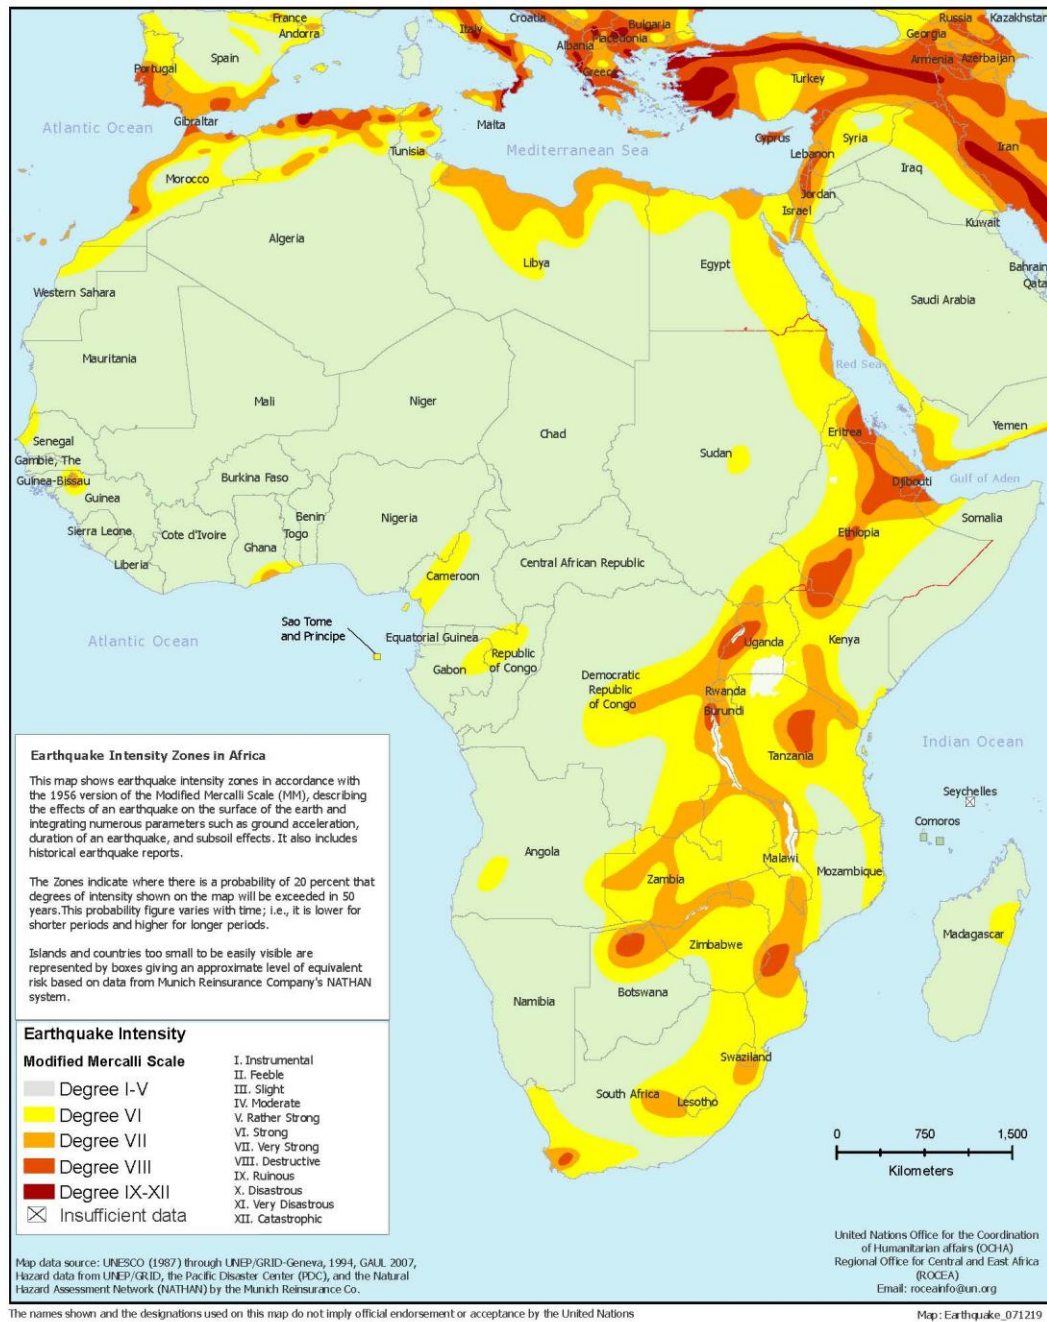 France
Andorra
Spain
Portugal
Gibraltar
Italy
Croatia
Bulgaria
Macedonia
Albania
Greece
Malta
Turkey
Cyprus
Lebanon
Syria
Israel
Jordan
Iraq
Kuwait
Iran
Russia
Kazakhstan
Georgia
Armenia
Azerbaijan
Bahrain
Qata
Saudi Arabia
Yemen
Atlantic Ocean
Mediterranean Sea
Tunisia
Morocco
Algeria
Libya
Egypt
Western Sahara
Mauritania
Mali
Niger
Chad
Sudan
Red Sea
Eritrea
Djibouti
Gulf of Aden
Senegal
Gambie, The
Guinea-Bissau
Guinea
Sierra Leone
Liberia
Cote d'Ivoire
Burkina Faso
Ghana
Togo
Benin
Nigeria
Cameroon
Central African Republic
Ethiopia
Somalia
Atlantic Ocean
Sao Tome
and Principe
Equatorial Guinea
Gabon
Republic
of Congo
Democratic
Republic
of Congo
Uganda
Kenya
Rwanda
Burundi
Tanzania
Indian Ocean
Seychelles
Comoros
Angola
Zambia
Malawi
Mozambique
Madagascar
Zimbabwe
Botswana
Namibia
Swaziland
South Africa
Lesotho
Earthquake Intensity Zones in Africa
This map shows earthquake intensity zones in accordance with
the 1956 version of the Modified Mercalli Scale (MM), describing
the effects of an earthquake on the surface of the earth and
integrating numerous parameters such as ground acceleration,
duration of an earthquake, and subsoil effects. It also includes
historical earthquake reports.
The Zones indicate where there is a probability of 20 percent that
degrees of intensity shown on the map will be exceeded in 50
years.This probability figure varies with time; i.e., it is lower for
shorter periods and higher for longer periods.
Islands and countries too small to be easily visible are
represented by boxes giving an approximate level of equivalent
risk based on data from Munich Reinsurance Company's NATHAN
system.
Earthquake Intensity
Modified Mercalli Scale
Degree I-V
Degree VI
Degree VII
Degree VIII
Degree IX-XII
Insufficient data
I. Instrumental
II. Feeble
III. Slight
IV. Moderate
V. Rather Strong
VI. Strong
VII. Very Strong
VIII. Destructive
IX. Ruinous
X. Disastrous
XI. Very Disastrous
XII. Catastrophic
0 750 1,500
Kilometers
Map data source: UNESCO (1987) through UNEP/GRID-Geneva, 1994, GAUL 2007,
Hazard data from UNEP/GRID, the Pacific Disaster Center (PDC), and the Natural
Hazard Assessment Network (NATHAN) by the Munich Reinsurance Co.
United Nations Office for the Coordination
of Humanitarian affairs (OCHA)
Regional Office for Central and East Africa
(ROCEA)
Email: roceainfo@un.org
The names shown and the designations used on this map do not imply official endorsement or acceptance by the United Nations
Map: Earthquake_071219